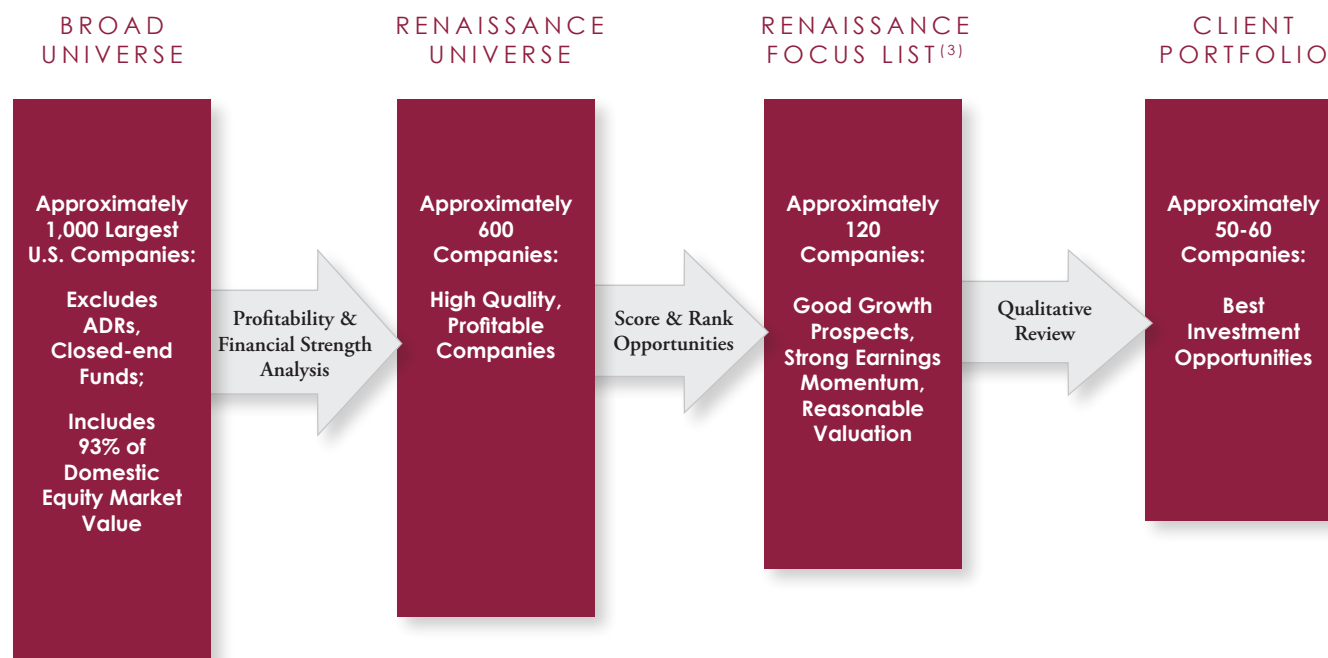 BROAD
UNIVERSE
RENAISSANCE
UNIVERSE
RENAISSANCE
FOCUS LIST(3)
CLIENT
PORTFOLIO
Approximately
1,000 Largest
U.S. Companies:
Excludes
ADRs,
Closed-end
Funds;
Includes
93% of
Domestic
Equity Market
Value
Profitability &
Financial Strength
Analysis
Approximately
600
Companies:
High Quality,
Profitable
Companies
Score & Rank
Opportunities
Approximately
120
Companies:
Good Growth
Prospects,
Strong Earnings
Momentum,
Reasonable
Valuation
Qualitative
Review
Approximately
50-60
Companies:
Best
Investment
Opportunities